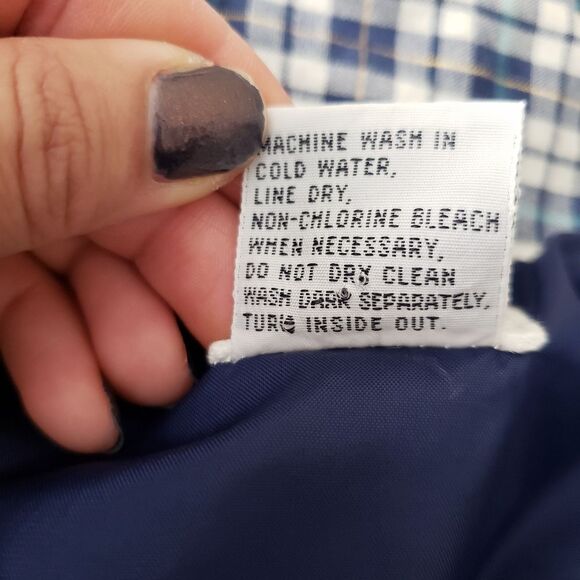 MACHINE WASH IN
COLD WATER,
LINE DRY,
NON-CHLORINE BLEACH
WHEN NECESSARY,
DO NOT DRY CLEAN
WASH DARK SEPARATELY,
TURN INSIDE OUT.